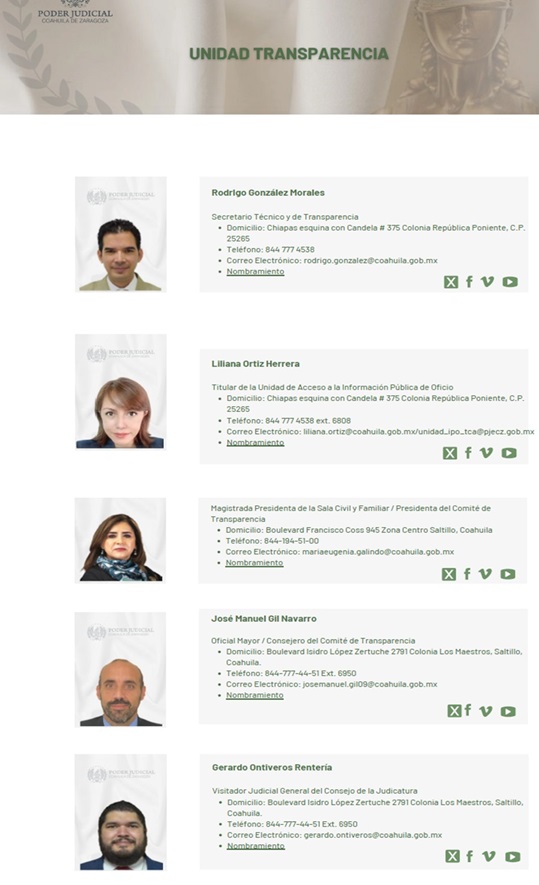 PODER JUDICIAL
COAHUILA DE ZARAGOZA
UNIDAD TRANSPARENCIA
PODER JUDICIAL
Rodrigo González Morales
Secretario Técnico y de Transparencia
• Domicilio: Chiapas esquina con Candela # 375 Colonia República Poniente, C.P.
25265
• Teléfono: 844 777 4538
• Correo Electrónico: rodrigo.gonzalez@coahuila.gob.mx
• Nombramiento
PODER JUDICIAL
Liliana Ortiz Herrera
Titular de la Unidad de Acceso a la Información Pública de Oficio
• Domicilio: Chiapas esquina con Candela # 375 Colonia República Poniente, C.P.
25265
• Teléfono: 844 777 4538 ext. 6808
• Correo Electrónico: liliana.ortiz@coahuila.gob.mx/unidad_ipo_tca@pjecz.gob.mx
• Nombramiento
Magistrada Presidenta de la Sala Civil y Familiar / Presidenta del Comité de
Transparencia
• Domicilio: Boulevard Francisco Coss 945 Zona Centro Saltillo, Coahuila
• Teléfono: 844-194-51-00
• Correo Electrónico: mariaeugenia.galindo@coahuila.gob.mx
• Nombramiento
PODER JUDICIAL
José Manuel Gil Navarro
Oficial Mayor / Consejero del Comité de Transparencia
• Domicilio: Boulevard Isidro López Zertuche 2791 Colonia Los Maestros, Saltillo,
Coahuila.
• Teléfono: 844-777-44-51 Ext. 6950
• Correo Electrónico: josemanuel.gil09@coahuila.gob.mx
• Nombramiento
PODER JUDICIAL
Gerardo Ontiveros Rentería
Visitador Judicial General del Consejo de la Judicatura
• Domicilio: Boulevard Isidro López Zertuche 2791 Colonia Los Maestros, Saltillo,
Coahuila.
• Teléfono: 844-777-44-51 Ext. 6950
• Correo Electrónico: gerardo.ontiveros@coahuila.gob.mx
• Nombramiento